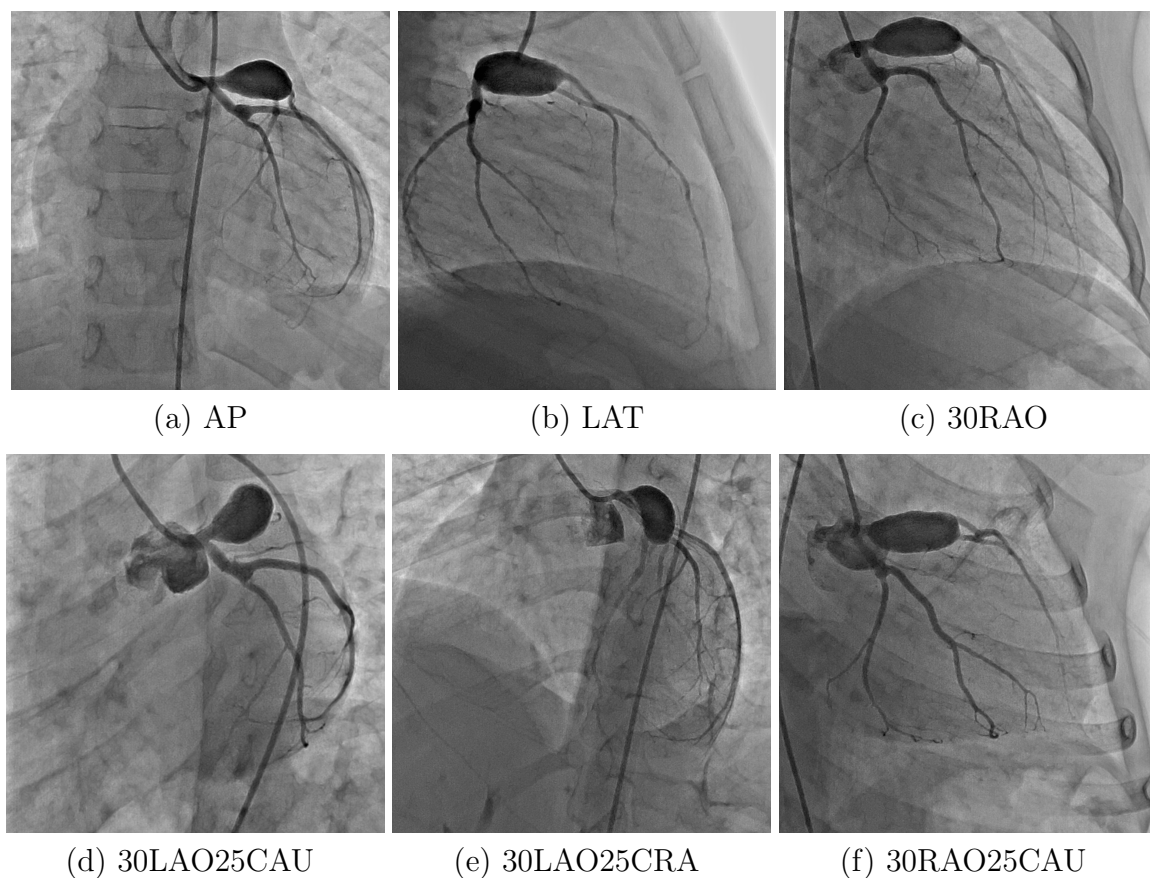 (a) AP
(b) LAT
(c) 30RAO
(d) 30LAO25CAU
(e) 30LAO25CRA
(f) 30RAO25CAU